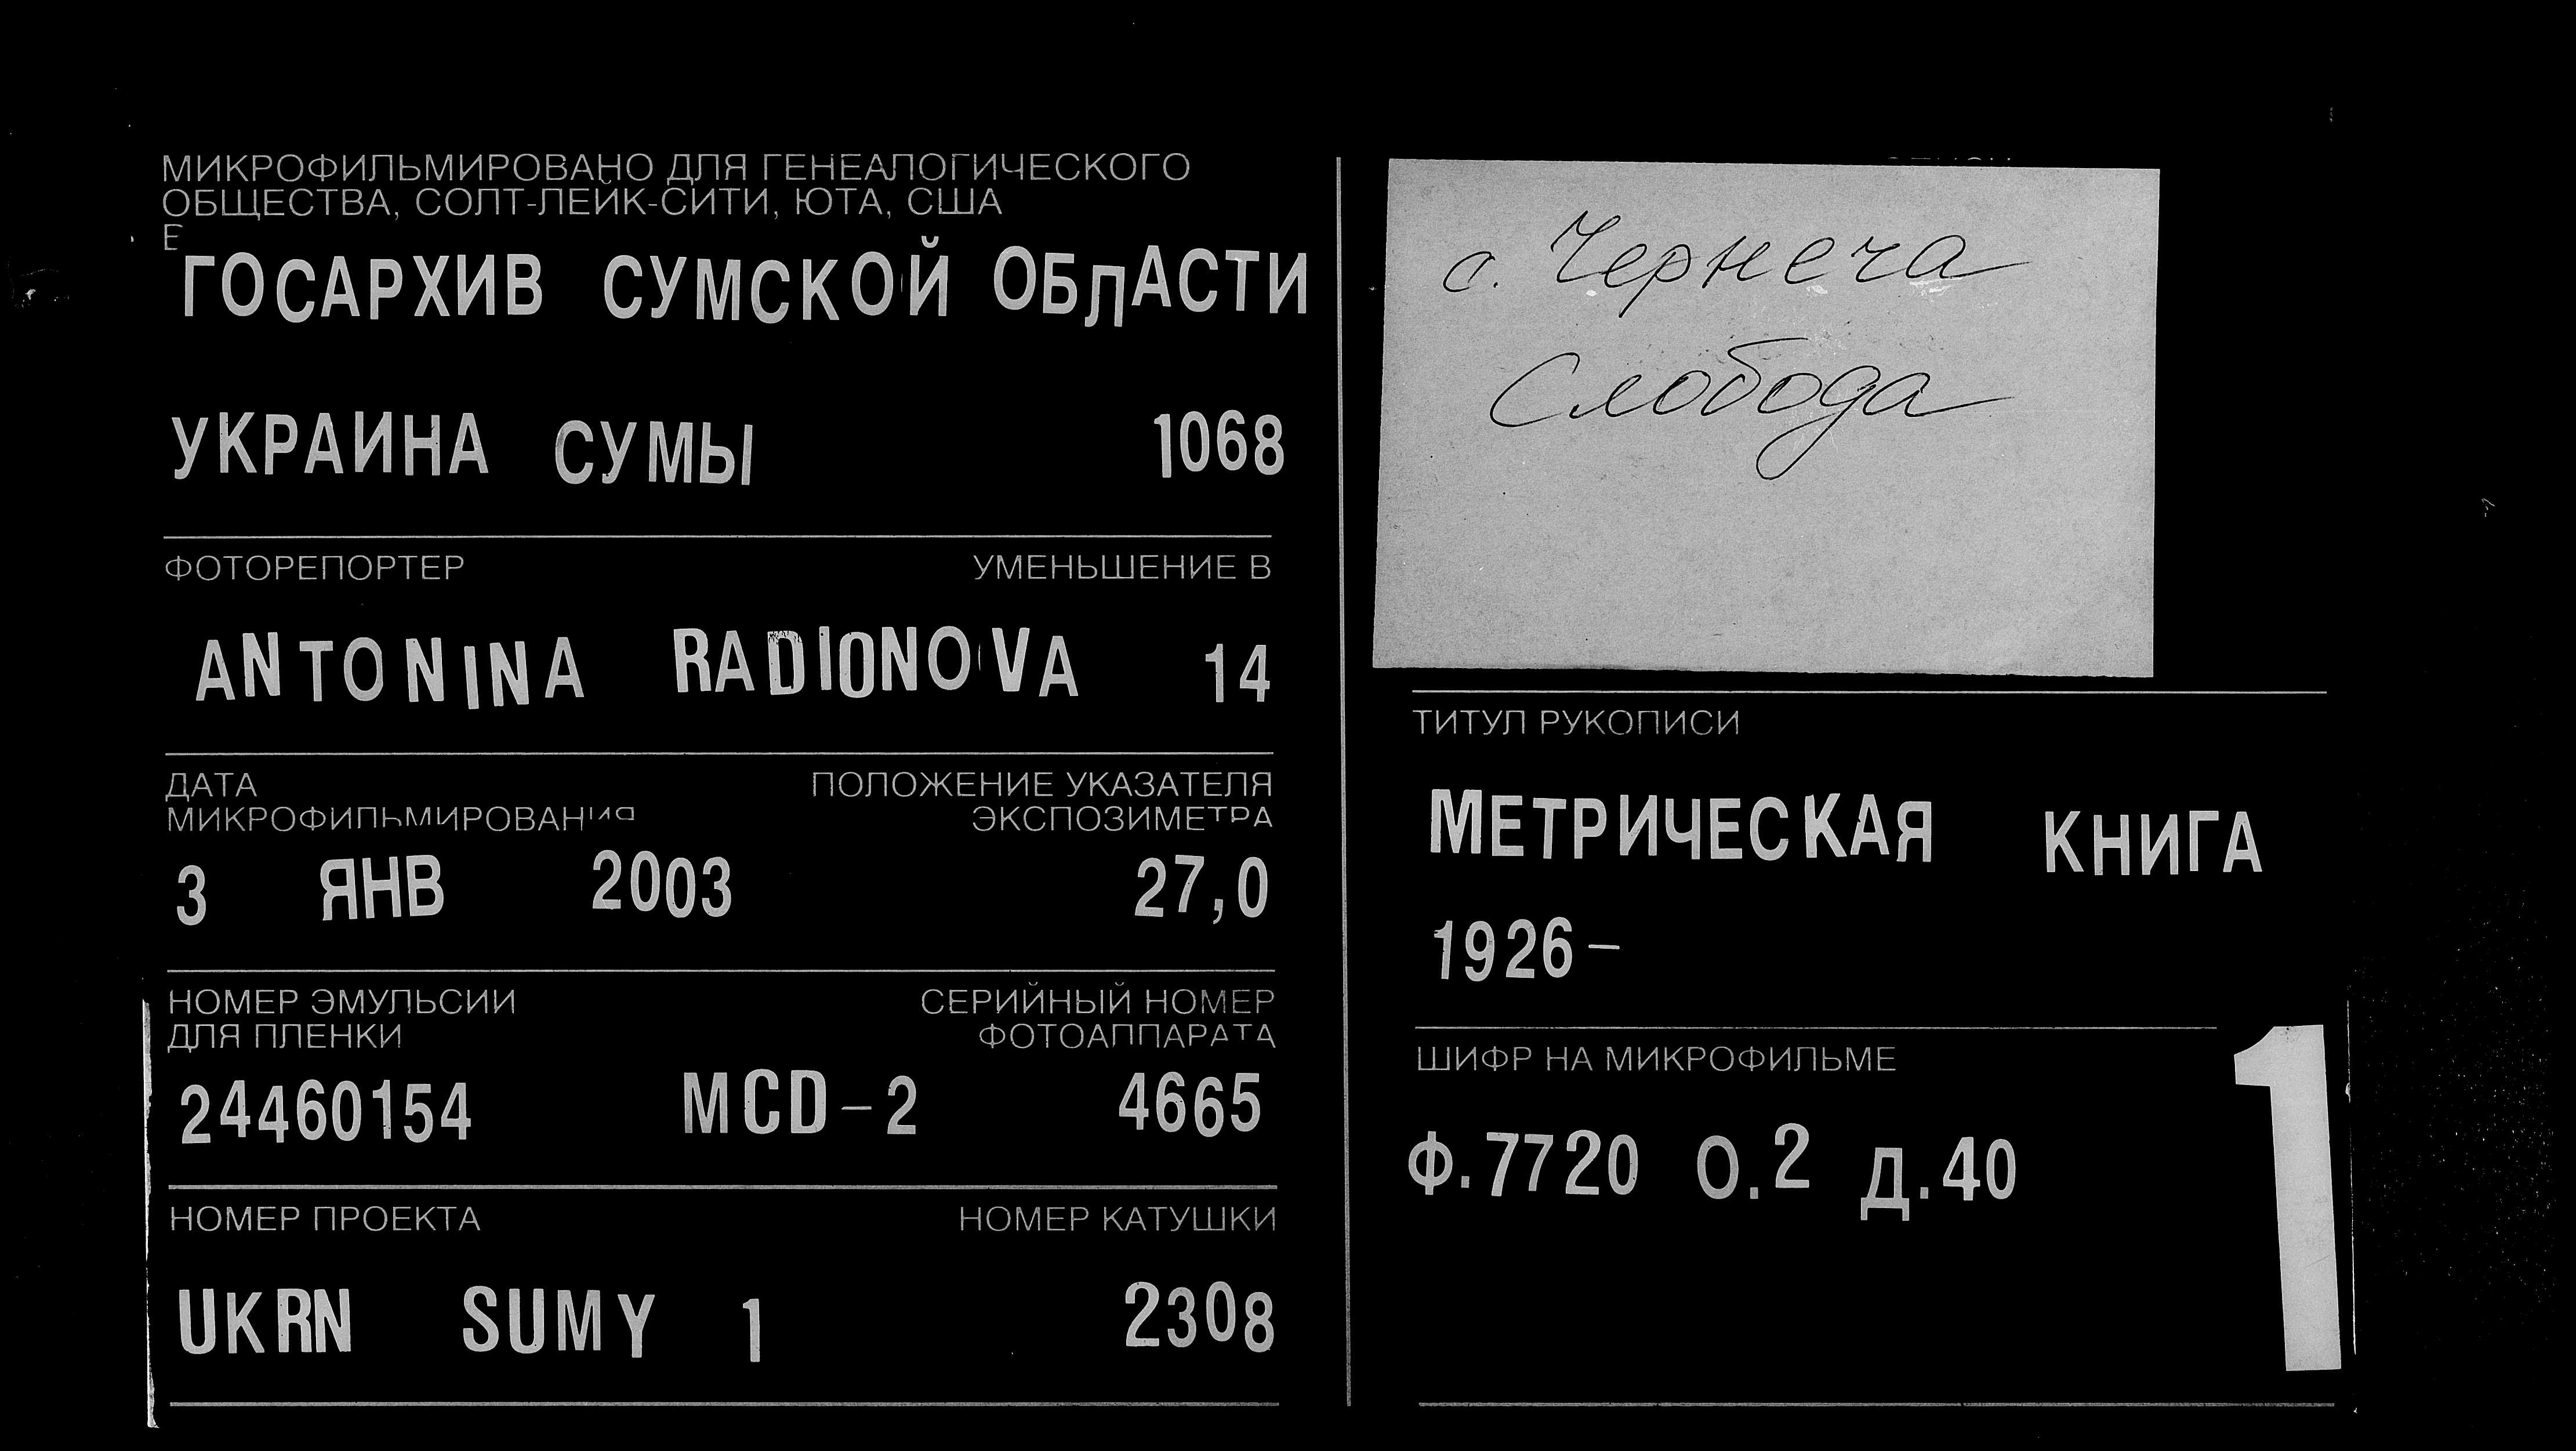 МИКРОФИЛЬМИРОВАНО ДЛЯ ГЕНЕАЛОГИЧЕСКОГО
ОБЩЕСТВА, СОЛТ-ЛЕЙК-СИТИ, ЮТА, США
ГОСАРХИВ СУМСКОЙ ОБЛАСТИ
УКРАИНА СУМЫ 1068
ФОТОРЕПОРТЕР УМЕНЬШЕНИЕ В
ANTONINA RADIONOVA 14
ДАТА ПОЛОЖЕНИЕ УКАЗАТЕЛЯ
МИКРОФИЛЬМИРОВАНИЯ ЭКСПОЗИМЕТРА
3 ЯНВ 2003 27,0
НОМЕР ЭМУЛЬСИИ СЕРИЙНЫЙ НОМЕР
ДЛЯ ПЛЕНКИ ФОТОАППАРАТА
24460154 MCD-2 4665
НОМЕР ПРОЕКТА НОМЕР КАТУШКИ
UKRN SUMY 1 2308
с. Чернеча
Слобода
ТИТУЛ РУКОПИСИ
МЕТРИЧЕСКАЯ КНИГА
1926-
ШИФР НА МИКРОФИЛЬМЕ
Ф.7720 О.2 Д.40
1